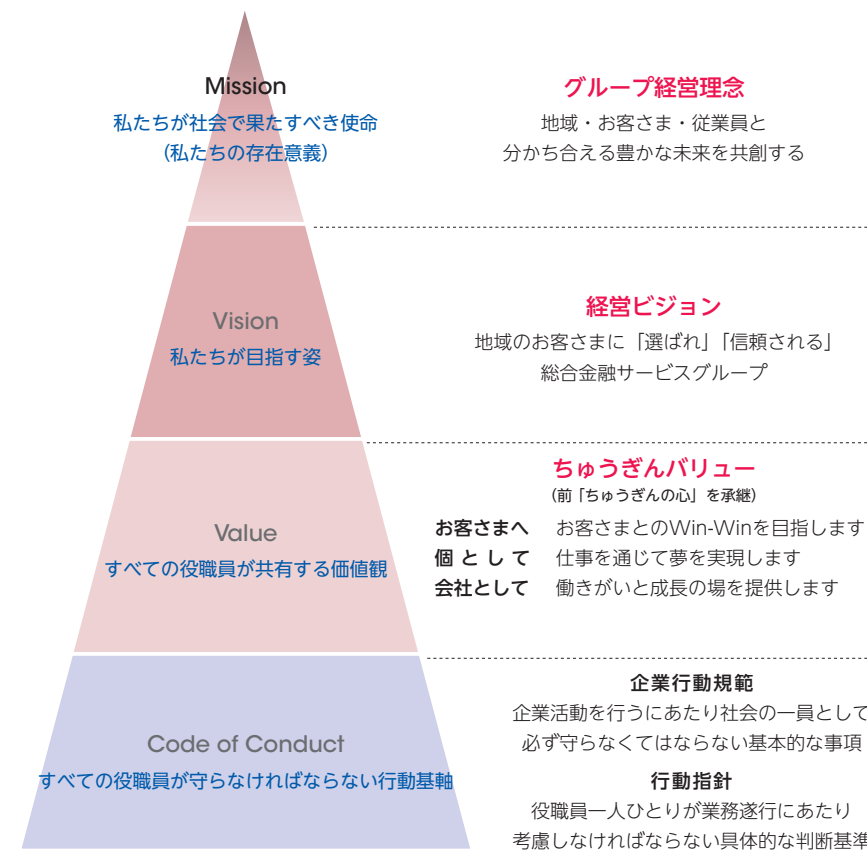 Mission
私たちが社会で果たすべき使命
（私たちの存在意義）
グループ経営理念
地域・お客さま・従業員と
分かち合える豊かな未来を共創する
Vision
私たちが目指す姿
経営ビジョン
地域のお客さまに「選ばれ」「信頼される」
総合金融サービスグループ
Value
すべての役職員が共有する価値観
ちゅうぎんバリュー
（前「ちゅうぎんの心」を承継）
お客さまへ お客さまとのWin-Winを目指します
個として 仕事を通じて夢を実現します
会社として 働きがいと成長の場を提供します
Code of Conduct
すべての役職員が守らなければならない行動基軸
企業行動規範
企業活動を行うにあたり社会の一員として
必ず守らなくてはならない基本的な事項
行動指針
役職員一人ひとりが業務遂行にあたり
考慮しなければならない具体的な判断基準